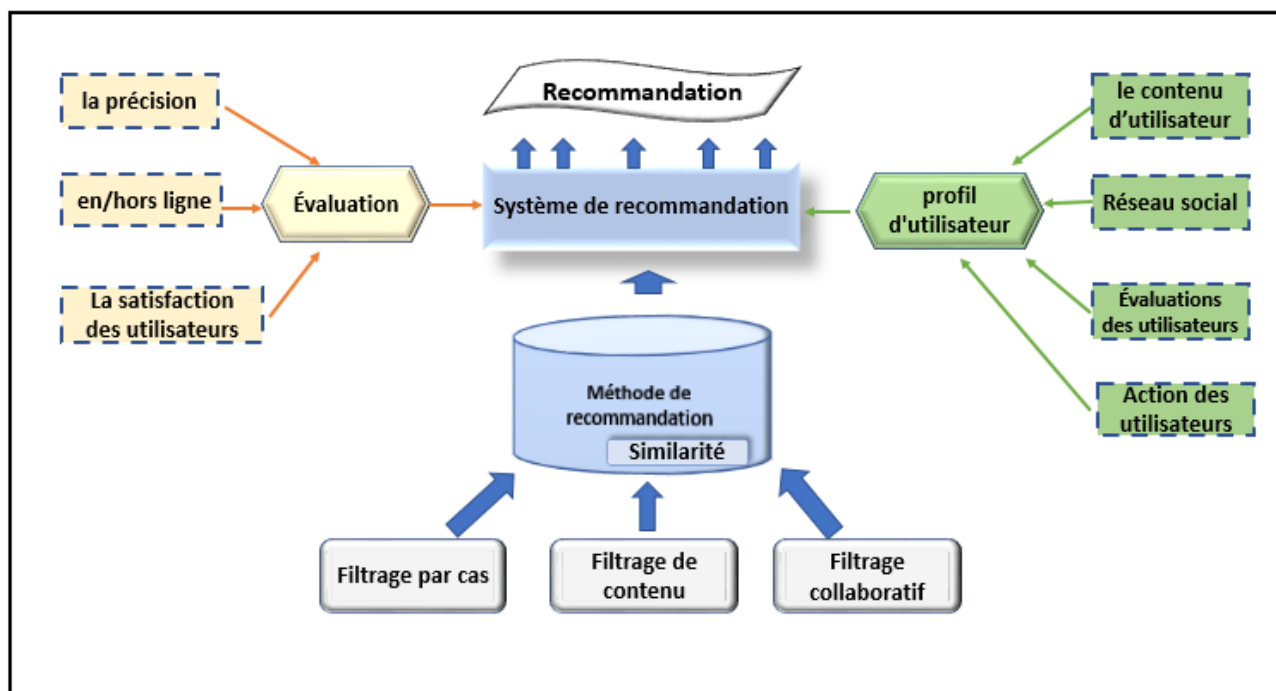 Recommandation
la précision
en/hors ligne
La satisfaction
des utilisateurs
Évaluation
Système de recommandation
profil
d'utilisateur
le contenu
d’utilisateur
Réseau social
Évaluations
des utilisateurs
Action des
utilisateurs
Méthode de
recommandation
Similarité
Filtrage par cas
Filtrage de
contenu
Filtrage
collaboratif